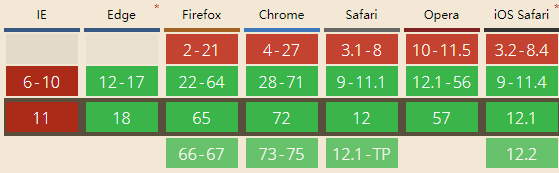 IE Edge * Firefox Chrome Safari Opera iOS Safari *
2-21 4-27 3.1-8 10-11.5 3.2-8.4
6-10 12-17 22-64 28-71 9-11.1 12.1-56 9-11.4
11 18 65 72 12 57 12.1
66-67 73-75 12.1-TP 12.2